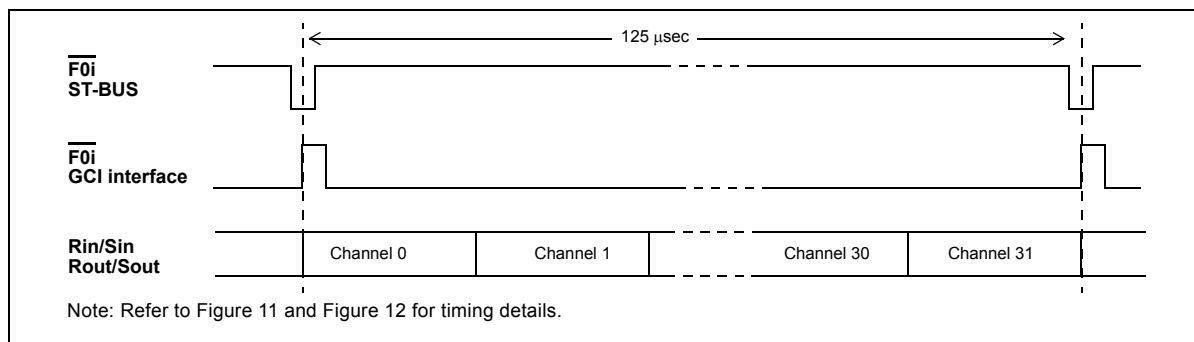 125 μsec
F0i
ST-BUS
F0i
GCI interface
Rin/Sin
Rout/Sout
Channel 0 Channel 1 Channel 30 Channel 31
Note: Refer to Figure 11 and Figure 12 for timing details.